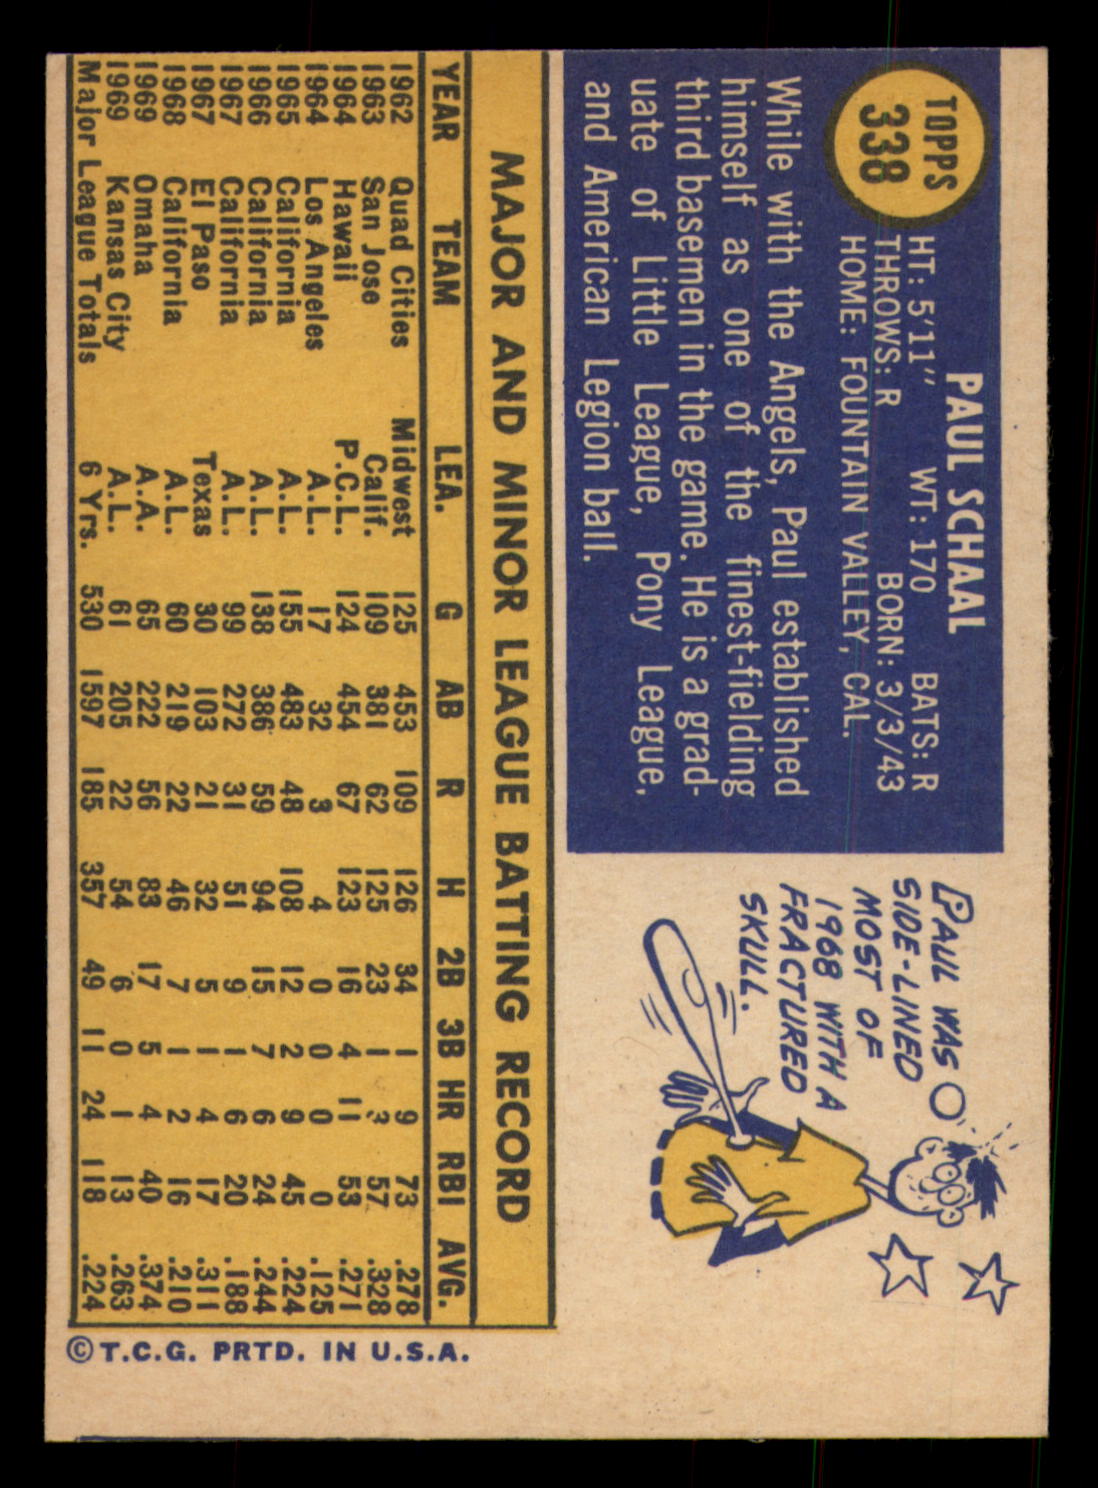 TOPPS
338
PAUL SCHAAL
HT: 5'11" WT: 170 BATS: R
THROWS: R BORN: 3/3/43
HOME: FOUNTAIN VALLEY, CAL.
While with the Angels, Paul established
himself as one of the finest-fielding
third basemen in the game. He is a grad-
uate of Little League, Pony League,
and American Legion ball.
PAUL WAS
SIDE-LINED
MOST OF
1968 WITH A
FRACTURED
SKULL.
MAJOR AND MINOR LEAGUE BATTING RECORD
YEAR TEAM LEA. G AB R H 2B 3B HR RBI AVG.
1962 Quad Cities Midwest 125 453 109 126 34 1 9 73 .278
1963 San Jose Calif. 109 381 62 125 23 1 3 57 .328
1964 Hawaii P.C.L. 124 454 67 123 16 4 11 53 .271
1964 Los Angeles A.L. 17 32 3 4 0 0 0 0 .125
1965 California A.L. 155 483 48 108 12 2 9 45 .224
1966 California A.L. 138 386 59 94 15 7 6 24 .244
1967 California A.L. 99 272 31 51 9 1 6 20 .188
1967 El Paso Texas 30 103 21 32 5 1 4 17 .311
1968 California A.L. 60 219 22 46 7 1 2 16 .210
1969 Omaha A.A. 65 222 56 83 17 5 4 40 .374
1969 Kansas City A.L. 61 205 22 54 6 0 1 13 .263
Major League Totals 6 Yrs. 530 1597 185 357 49 11 24 118 .224
©T.C.G. PRTD. IN U.S.A.